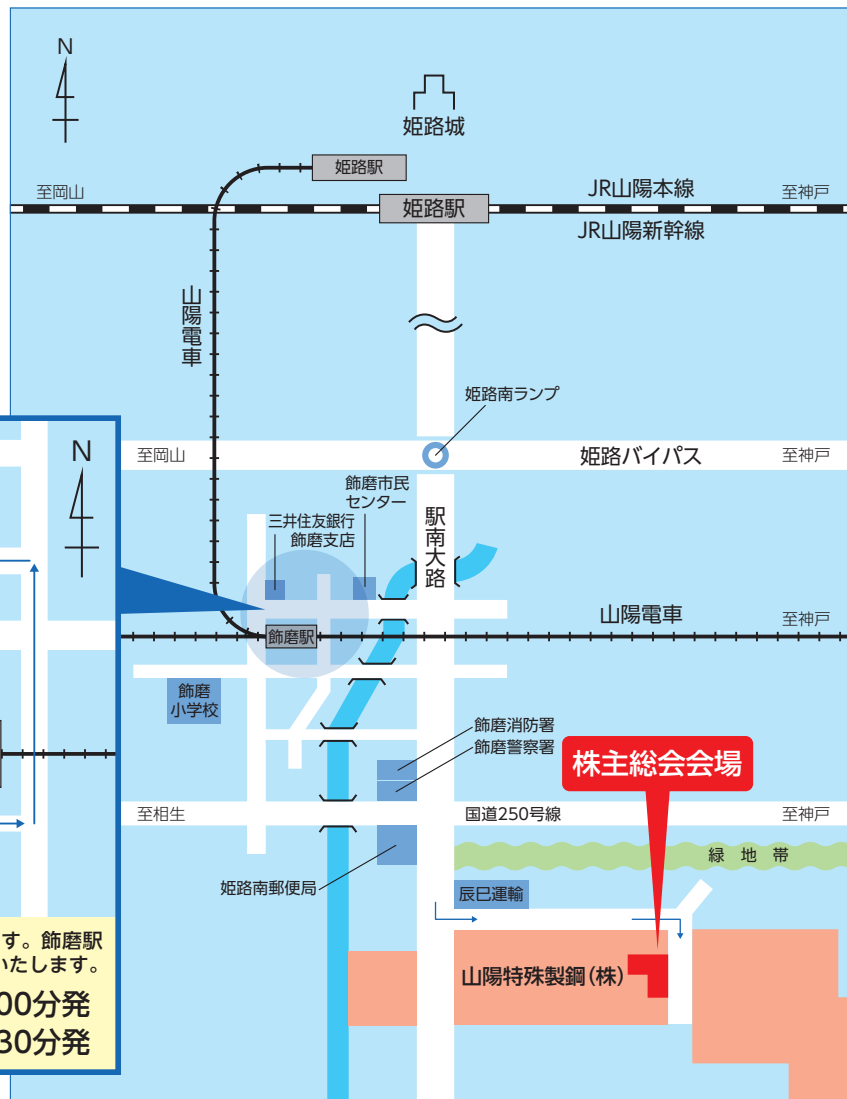 N
姫路城
姫路駅
至岡山
JR山陽本線
至神戸
姫路駅
JR山陽新幹線
山陽電車
姫路南ランプ
N
至岡山
姫路バイパス
至神戸
飾磨市民
センター
三井住友銀行
飾磨支店
駅南大路
山陽電車
至神戸
飾磨駅
飾磨
小学校
飾磨消防署
飾磨警察署
株主総会会場
至相生
国道250号線
至神戸
緑地帯
姫路南郵便局
辰巳運輸
す。飾磨駅
いたします。
00分発
30分発
山陽特殊製鋼(株)